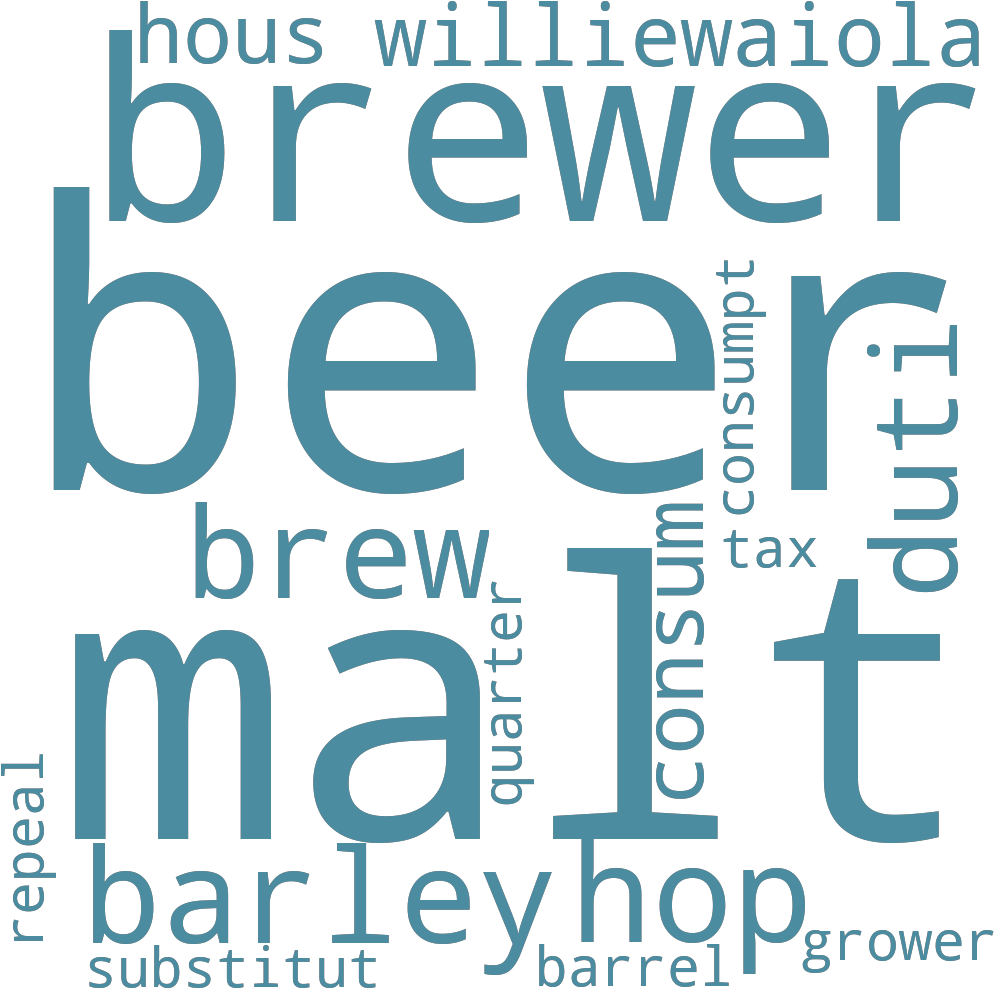 hous williewaiola
brewer
beer
consumpt
duti
brew
consum
tax
quarter
malt
repeal
barley hop
substitut
barrel
grower